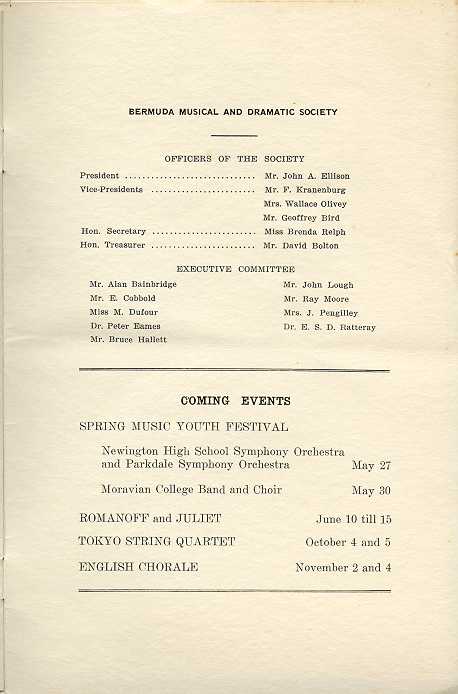 BERMUDA MUSICAL AND DRAMATIC SOCIETY
OFFICERS OF THE SOCIETY
President ............................ Mr. John A. Ellison
Vice-Presidents ....................... Mr. F. Kranenburg
Mrs. Wallace Olivey
Mr. Geoffrey Bird
Hon. Secretary ....................... Miss Brenda Relph
Hon. Treasurer ....................... Mr. David Bolton
EXECUTIVE COMMITTEE
Mr. Alan Bainbridge Mr. John Lough
Mr. E. Cobbold Mr. Ray Moore
Miss M. Dufour Mrs. J. Pengilley
Dr. Peter Eames Dr. E. S. D. Ratteray
Mr. Bruce Hallett
COMING EVENTS
SPRING MUSIC YOUTH FESTIVAL
Newington High School Symphony Orchestra
and Parkdale Symphony Orchestra May 27
Moravian College Band and Choir May 30
ROMANOFF and JULIET June 10 till 15
TOKYO STRING QUARTET October 4 and 5
ENGLISH CHORALE November 2 and 4